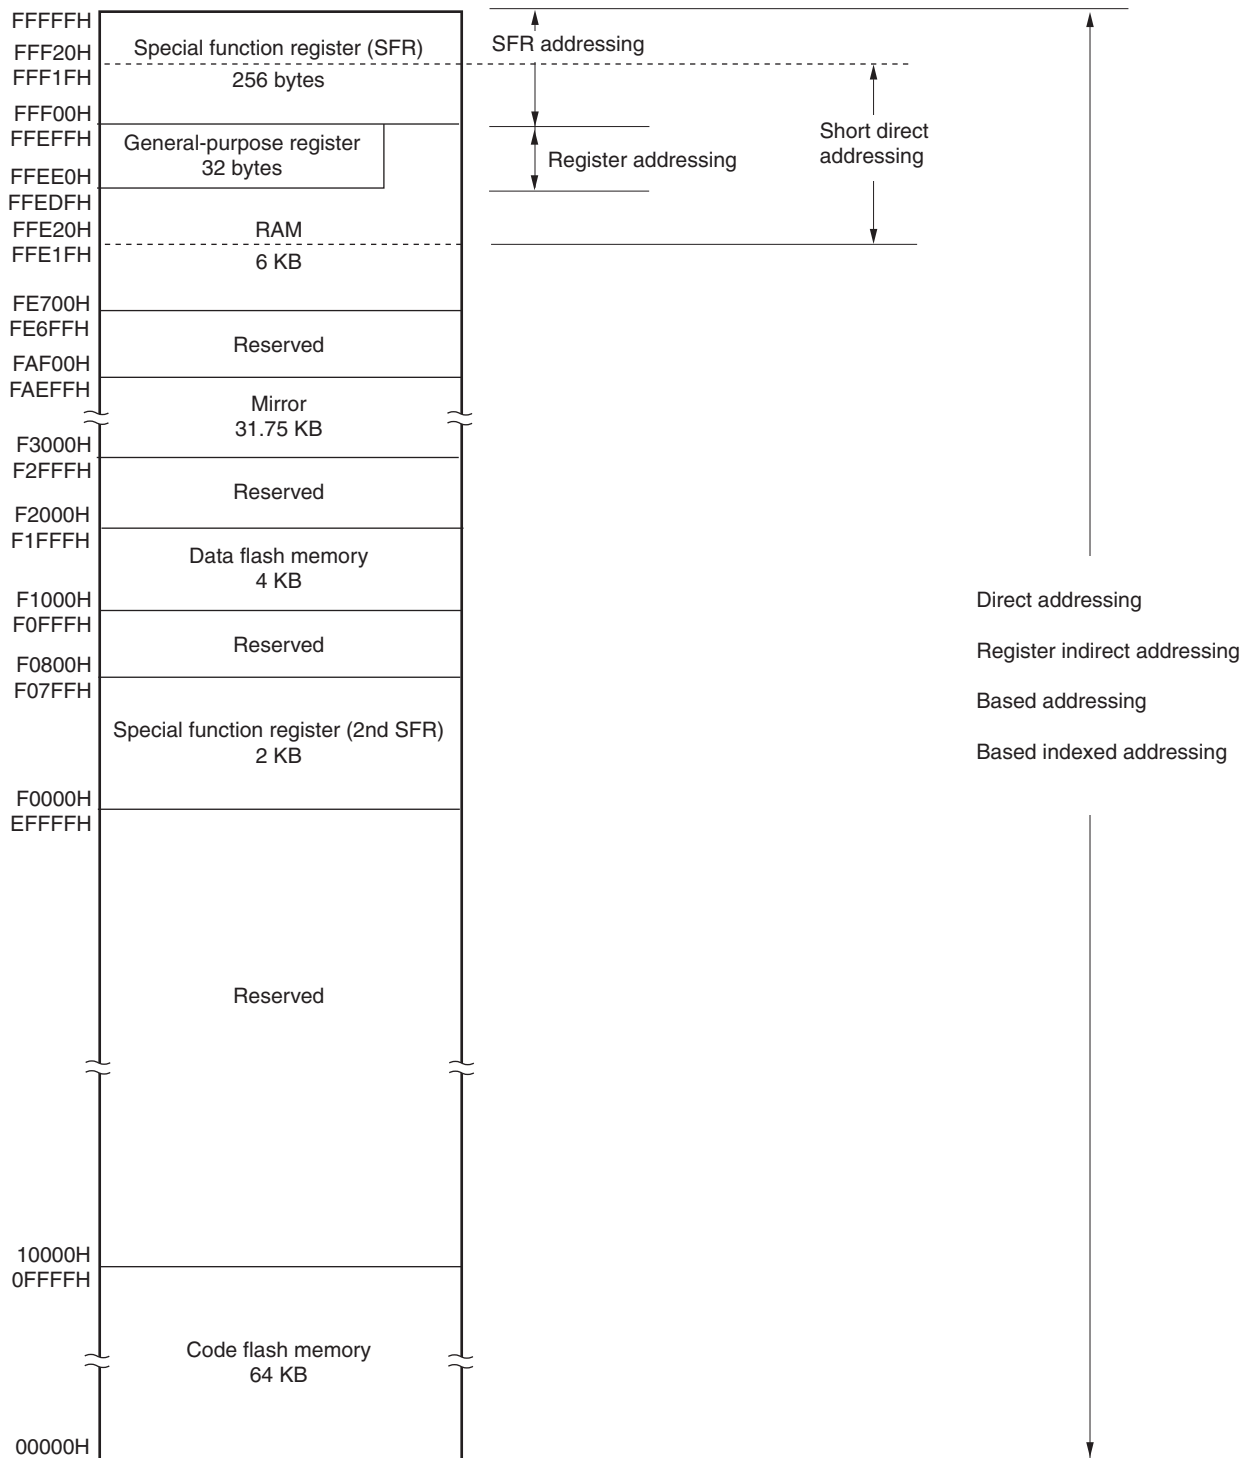 FFFFFH
FFF20H
FFF1FH
FFF00H
FFEFFH
FFEE0H
FFEDFH
FFE20H
FFE1FH
FE700H
FE6FFH
FAF00H
FAEFFH
F3000H
F2FFFH
F2000H
F1FFFH
F1000H
F0FFFH
F0800H
F07FFH
F0000H
EFFFFH
10000H
0FFFFH
00000H
Special function register (SFR)
256 bytes
General-purpose register
32 bytes
RAM
6 KB
Reserved
Mirror
31.75 KB
Reserved
Data flash memory
4 KB
Reserved
Special function register (2nd SFR)
2 KB
Reserved
Code flash memory
64 KB
SFR addressing
Register addressing
Short direct
addressing
Direct addressing
Register indirect addressing
Based addressing
Based indexed addressing